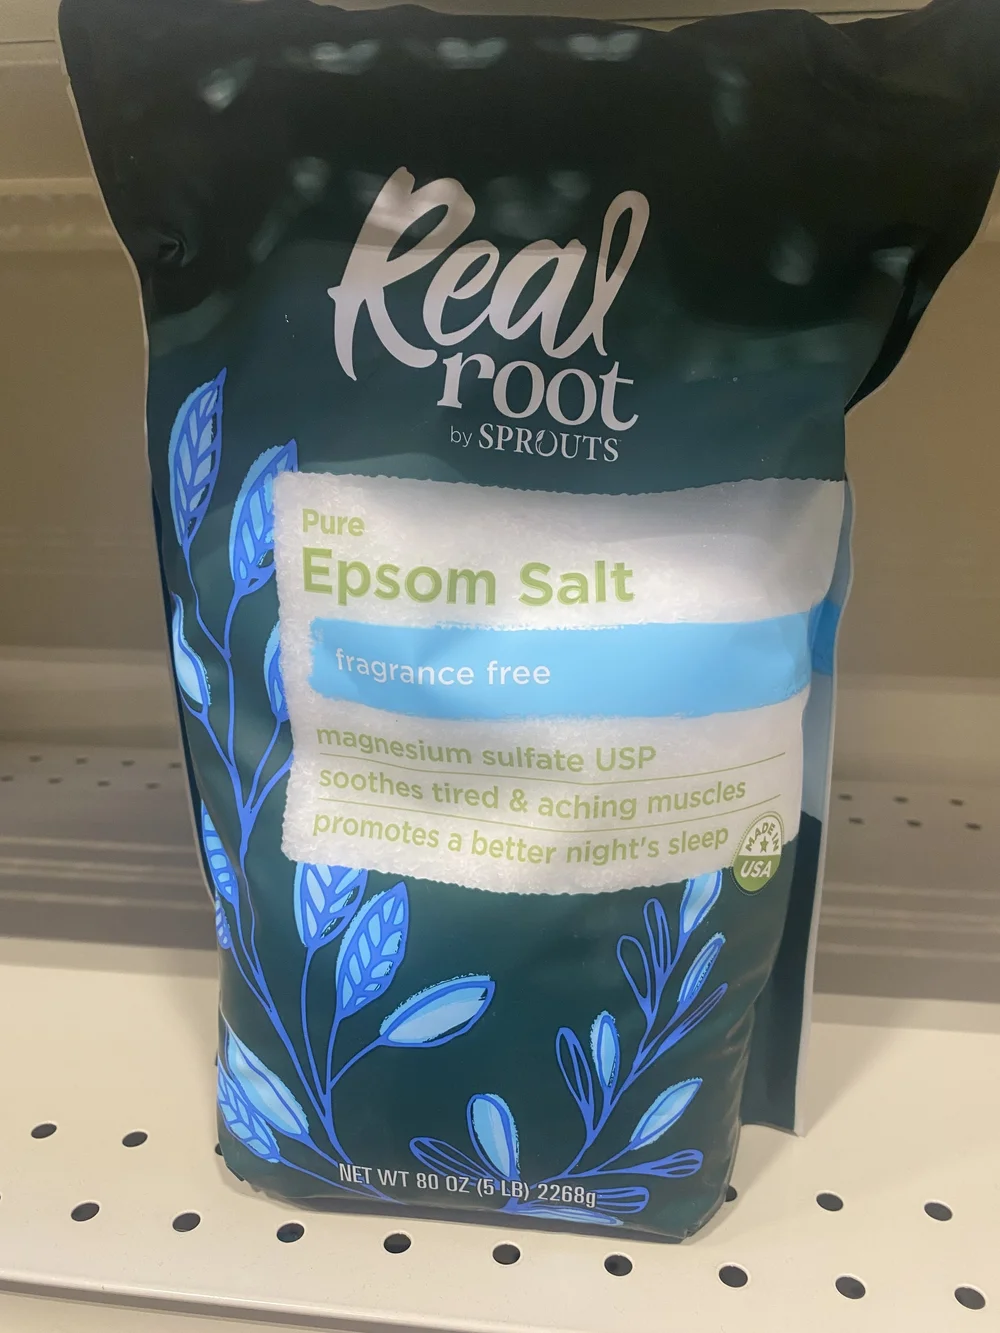 Real
root
by SPROUTS
Pure
Epsom Salt
fragrance free
magnesium sulfate USP
soothes tired & aching muscles
promotes a better night's sleep
MADE IN
USA
NET WT 80 OZ (5 LB) 2268g